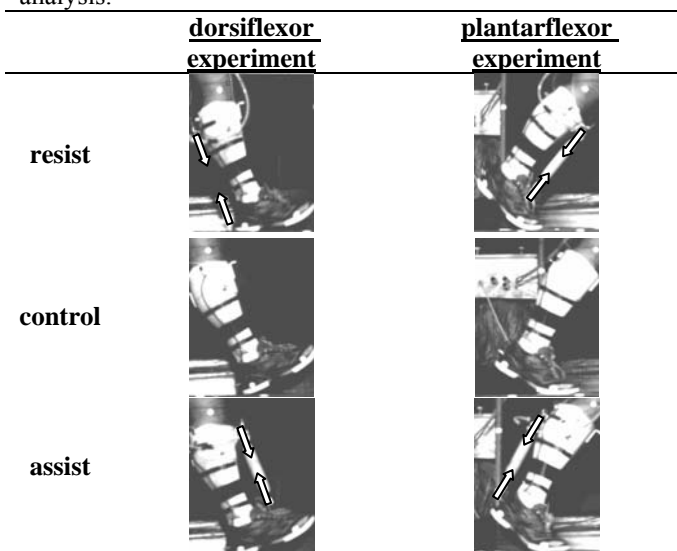 analysis.
dorsiflexor plantarflexor
experiment experiment
resist
control
assist